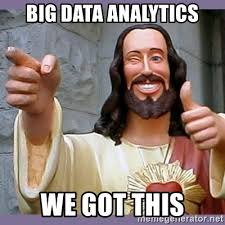 BIG DATA ANALYTICS
WE GOT THIS
memegenerator.net